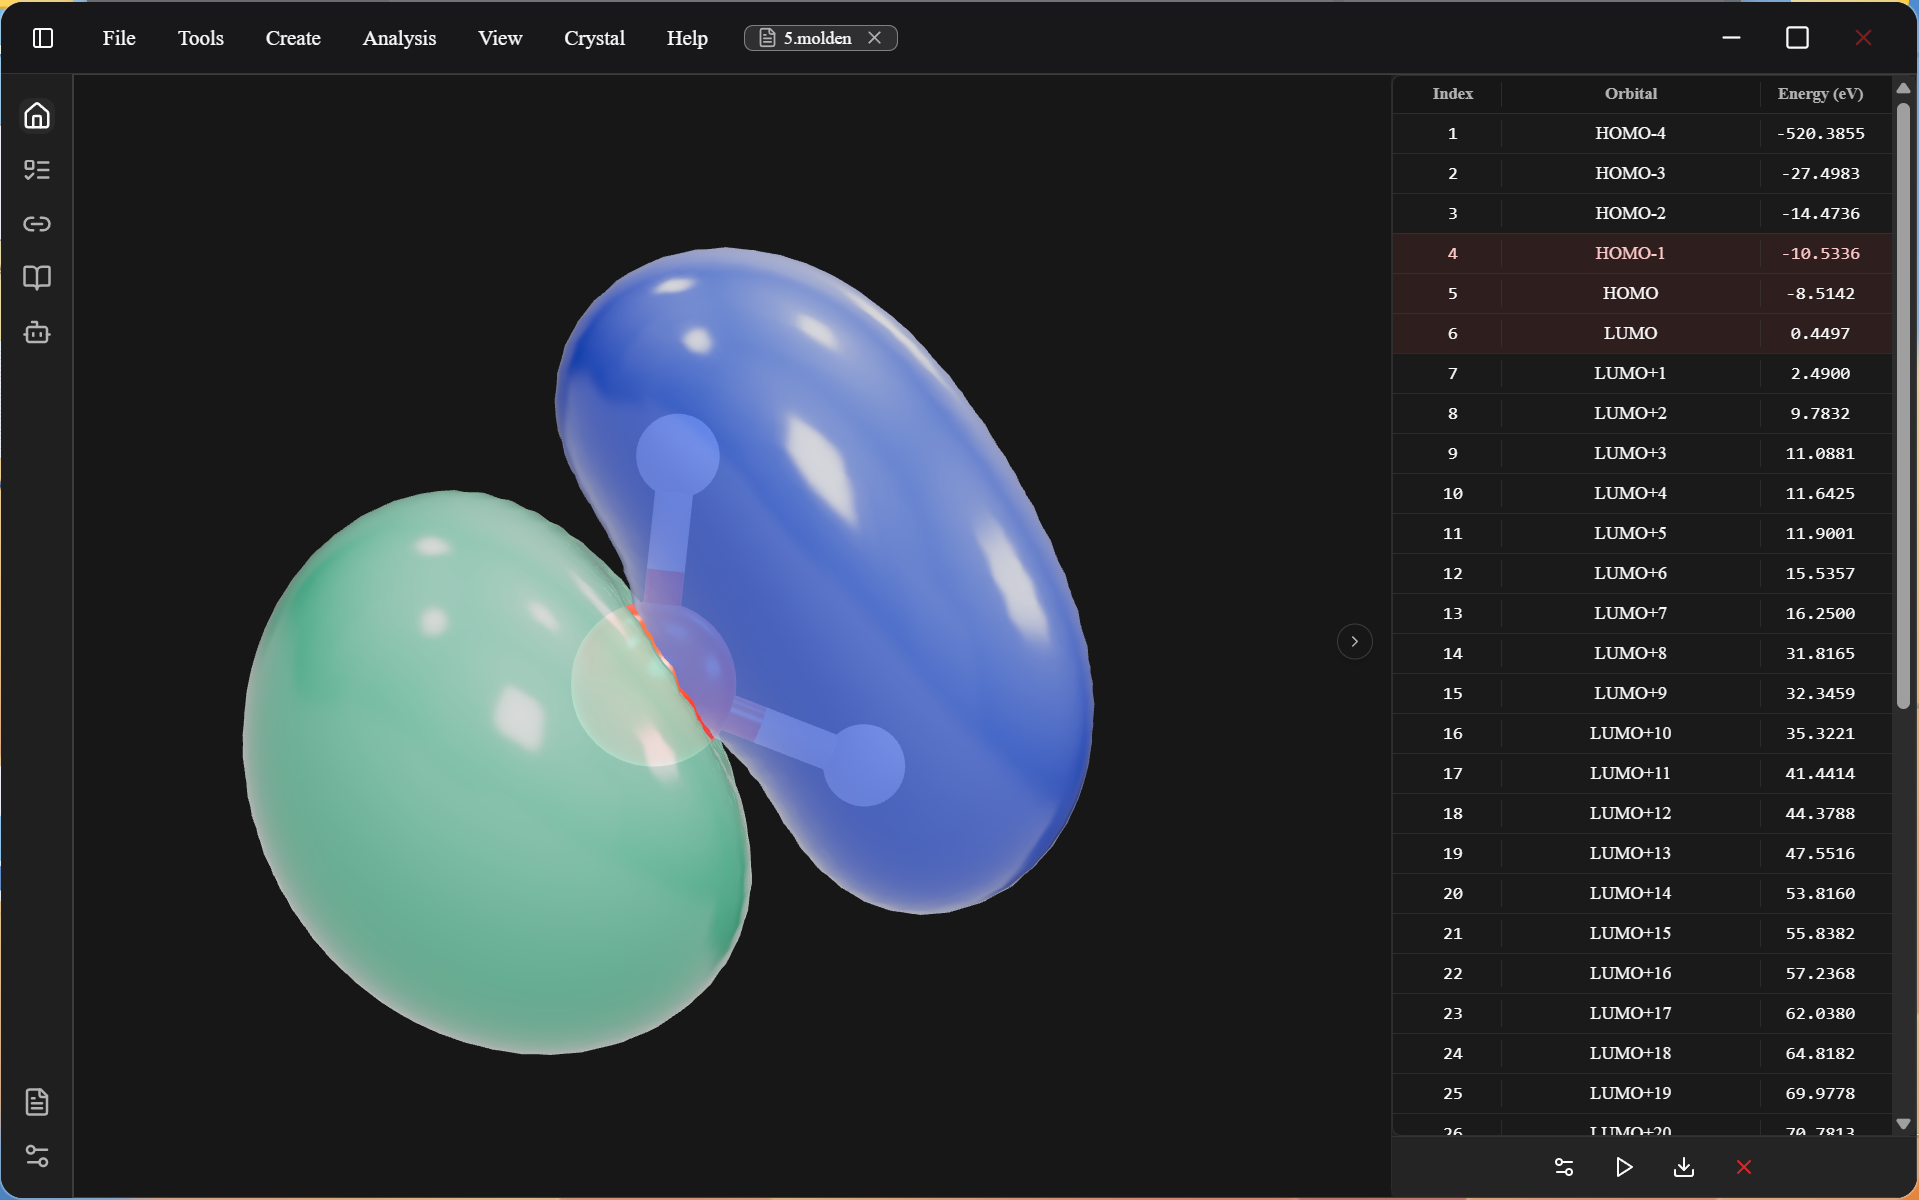 File Tools Create Analysis View Crystal Help 5.molden
Index Orbital Energy (eV)
1 HOMO-4 -520.3855
2 HOMO-3 -27.4983
3 HOMO-2 -14.4736
4 HOMO-1 -10.5336
5 HOMO -8.5142
6 LUMO 0.4497
7 LUMO+1 2.4900
8 LUMO+2 9.7832
9 LUMO+3 11.0881
10 LUMO+4 11.6425
11 LUMO+5 11.9001
12 LUMO+6 15.5357
13 LUMO+7 16.2500
14 LUMO+8 31.8165
15 LUMO+9 32.3459
16 LUMO+10 35.3221
17 LUMO+11 41.4414
18 LUMO+12 44.3788
19 LUMO+13 47.5516
20 LUMO+14 53.8160
21 LUMO+15 55.8382
22 LUMO+16 57.2368
23 LUMO+17 62.0380
24 LUMO+18 64.8182
25 LUMO+19 69.9778
26 LUMO+20 70.7813